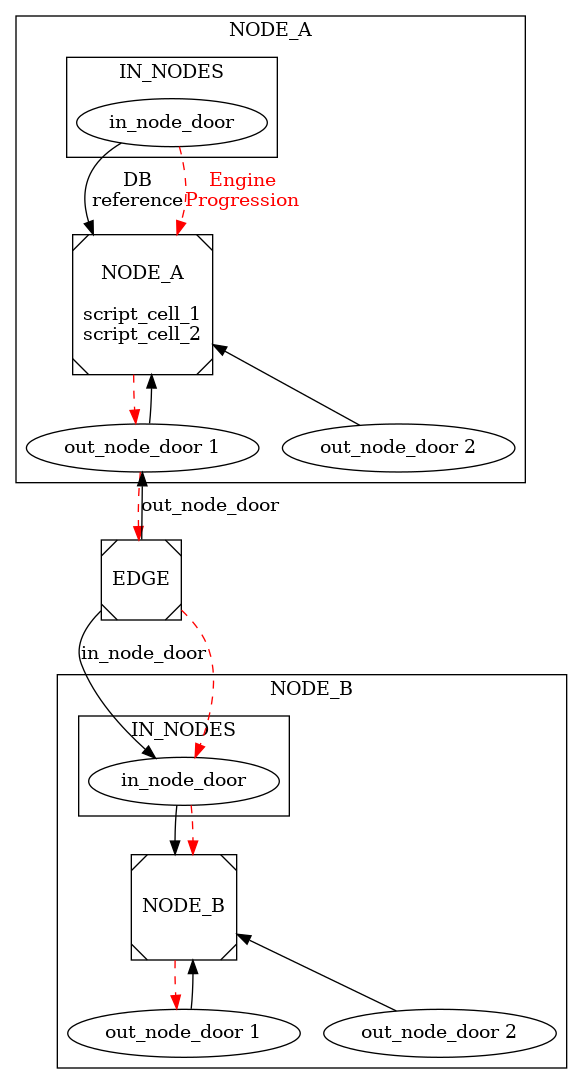 NODE_A
IN_NODES
in_node_door
DB
reference
Engine
Progression
NODE_A
script_cell_1
script_cell_2
out_node_door 1
out_node_door 2
out_node_door
EDGE
in_node_door
NODE_B
IN_NODES
in_node_door
NODE_B
out_node_door 1
out_node_door 2